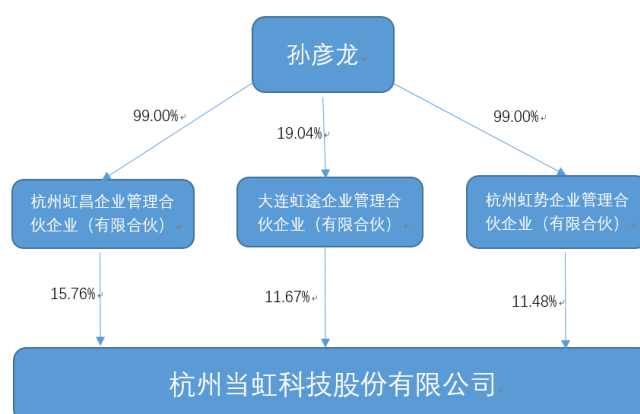 孙彦龙
99.00%
19.04%
99.00%
杭州虹昌企业管理合
伙企业（有限合伙）
大连虹途企业管理合
伙企业（有限合伙）
杭州虹势企业管理合
伙企业（有限合伙）
15.76%
11.67%
11.48%
杭州当虹科技股份有限公司